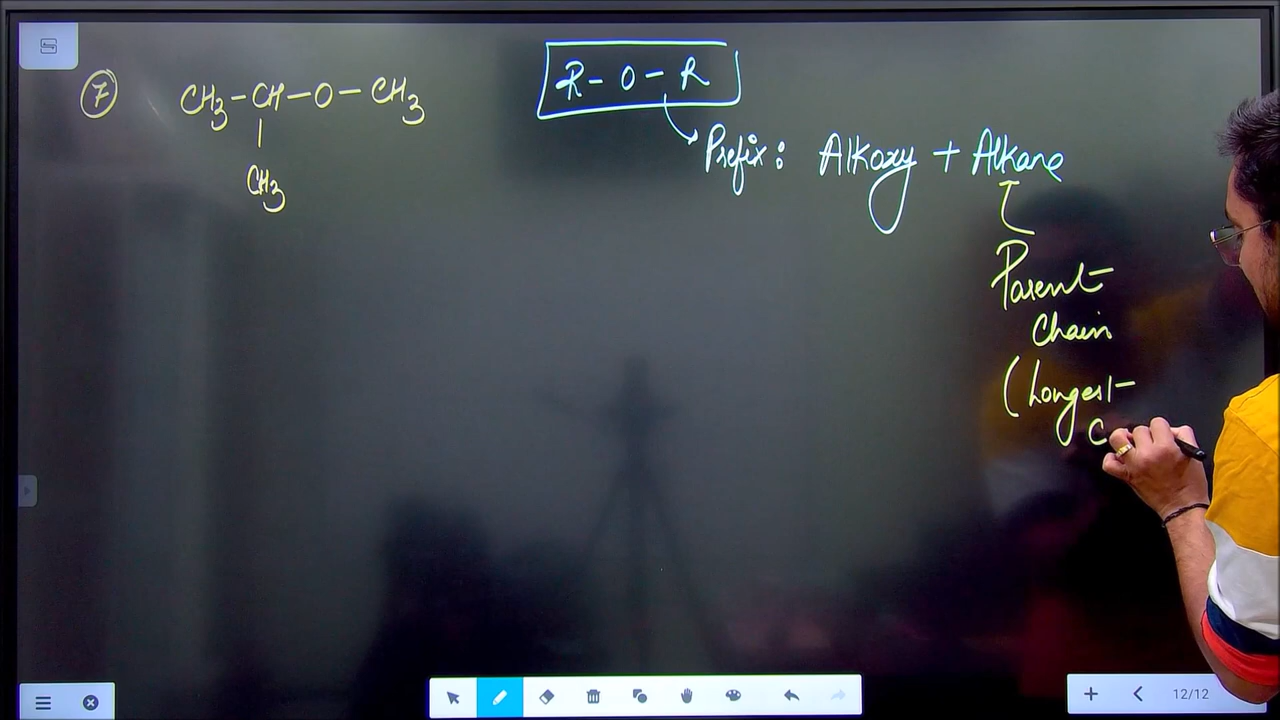 7 CH3-CH-O-CH3
|
CH3
R-O-R
Prefix: Alkoxy + Alkane
Parent
Chain
(Longest
C
12/12